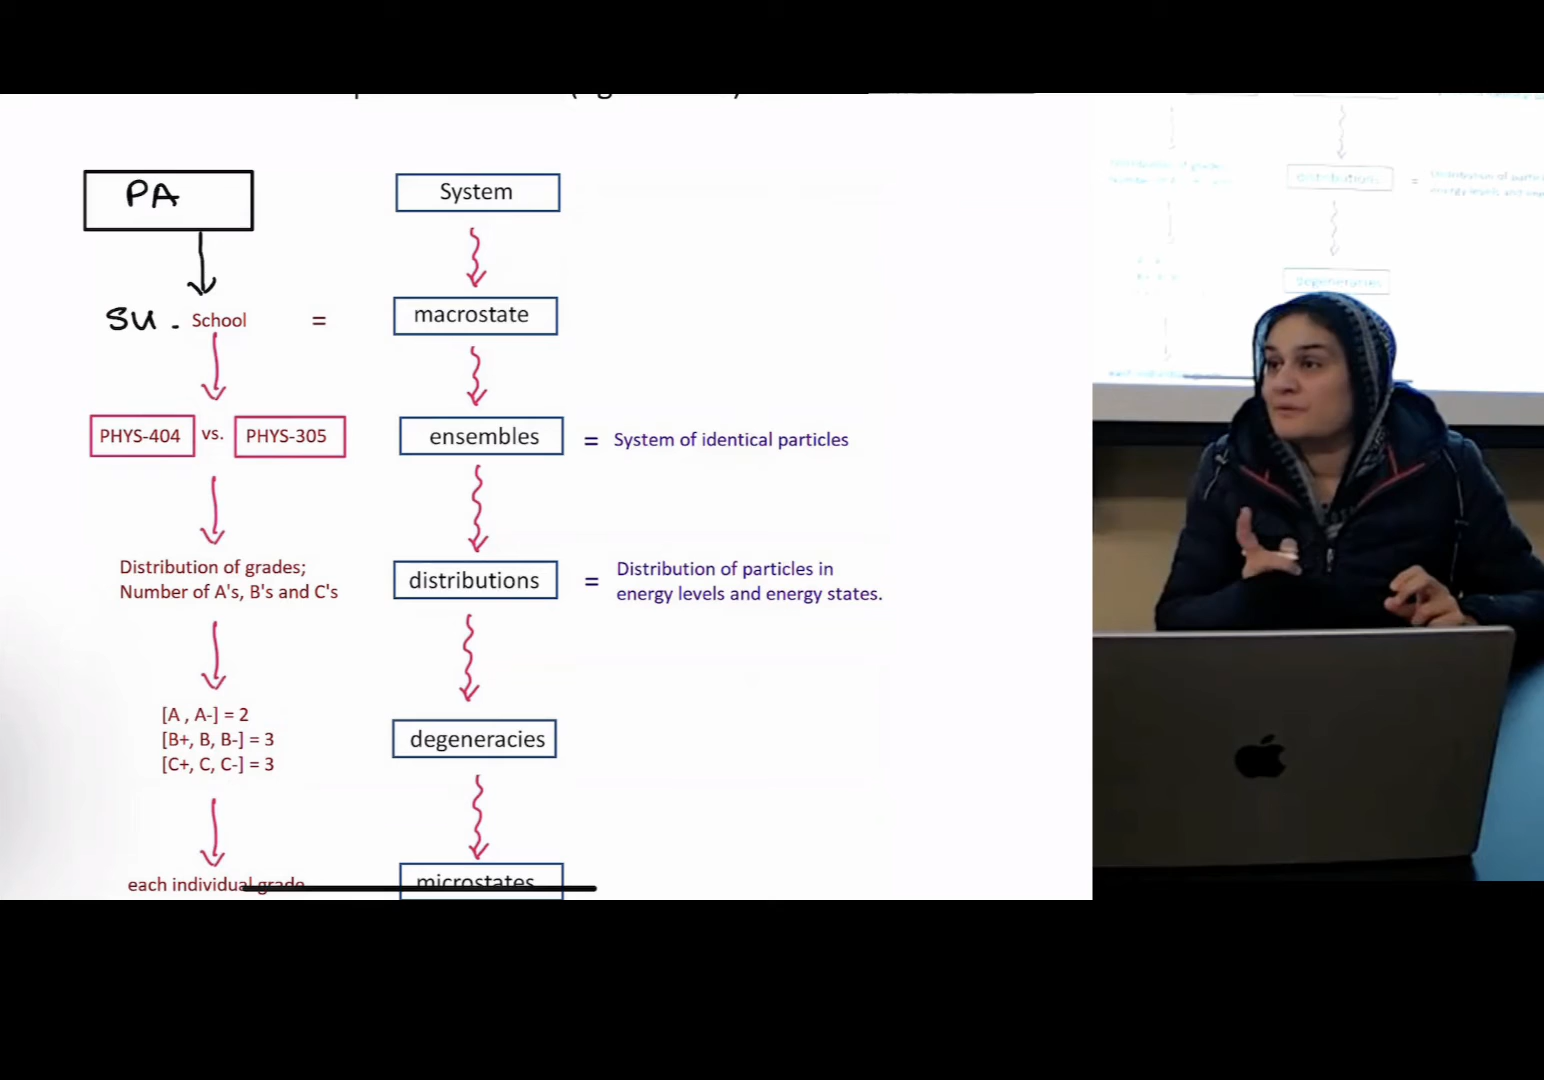 PA
System
SU. School = macrostate
PHYS-404 vs. PHYS-305 ensembles = System of identical particles
Distribution of grades;
Number of A's, B's and C's
distributions = Distribution of particles in
energy levels and energy states.
[A , A-] = 2
[B+, B, B-] = 3
[C+, C, C-] = 3
degeneracies
each individual grade microstates
distributions =
degeneracies